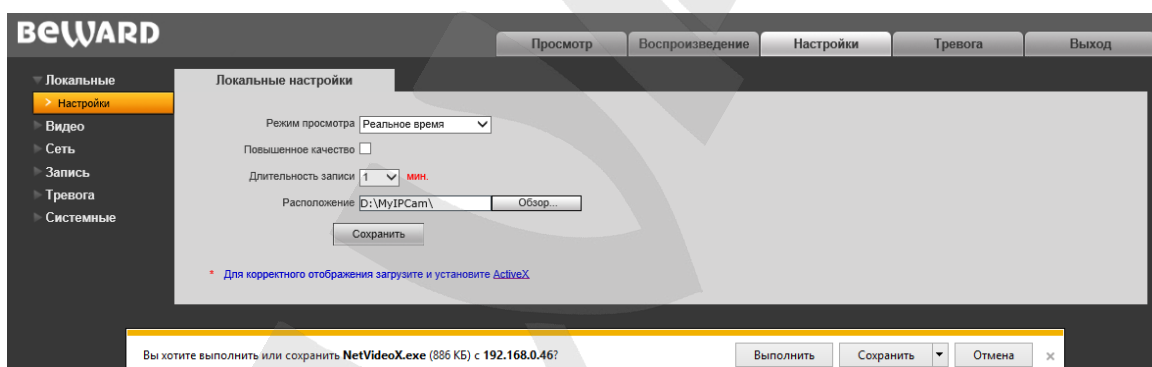 BEWARD
Просмотр Воспроизведение Настройки Тревога Выход
Локальные
Настройки
Видео
Сеть
Запись
Тревога
Системные
Локальные настройки
Режим просмотра Реальное время
Повышенное качество
Длительность записи 1 мин.
Расположение D:\MyIPCam\ Обзор...
Сохранить
* Для корректного отображения загрузите и установите ActiveX
Вы хотите выполнить или сохранить NetVideoX.exe (886 КБ) с 192.168.0.46? Выполнить Сохранить Отмена